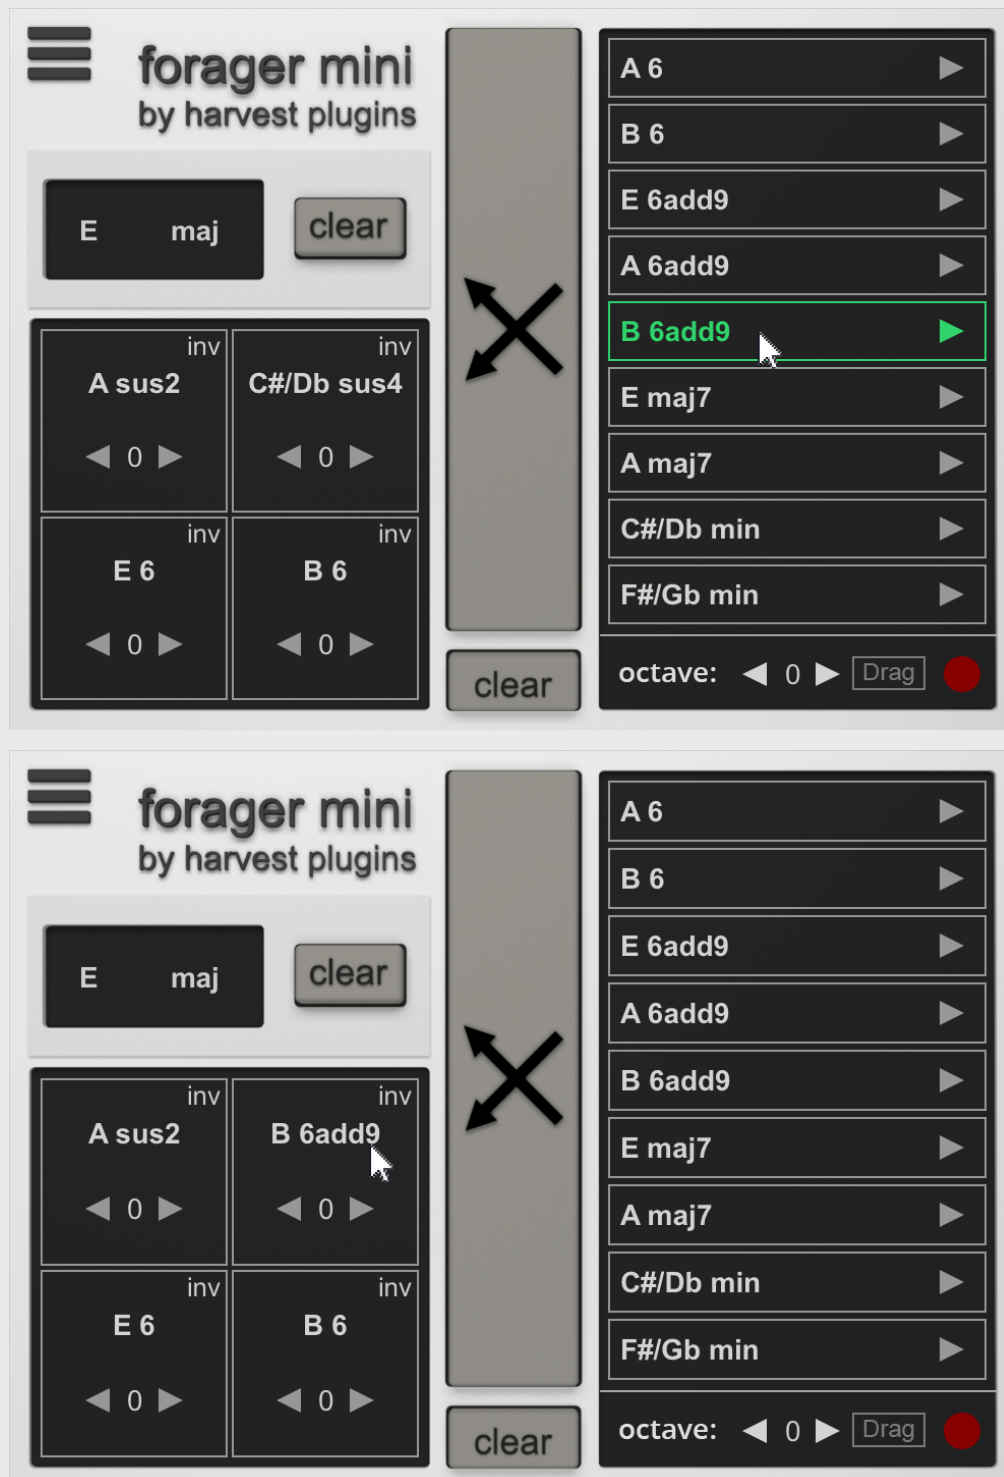 forager mini
by harvest plugins
E maj
clear
inv
A sus2
0
inv
C#/Db sus4
0
inv
E 6
0
inv
B 6
0
clear
A 6
B 6
E 6add9
A 6add9
B 6add9
E maj7
A maj7
C#/Db min
F#/Gb min
octave: 0 Drag
forager mini
by harvest plugins
E maj
clear
inv
A sus2
0
inv
B 6add9
0
inv
E 6
0
inv
B 6
0
clear
A 6
B 6
E 6add9
A 6add9
B 6add9
E maj7
A maj7
C#/Db min
F#/Gb min
octave: 0 Drag